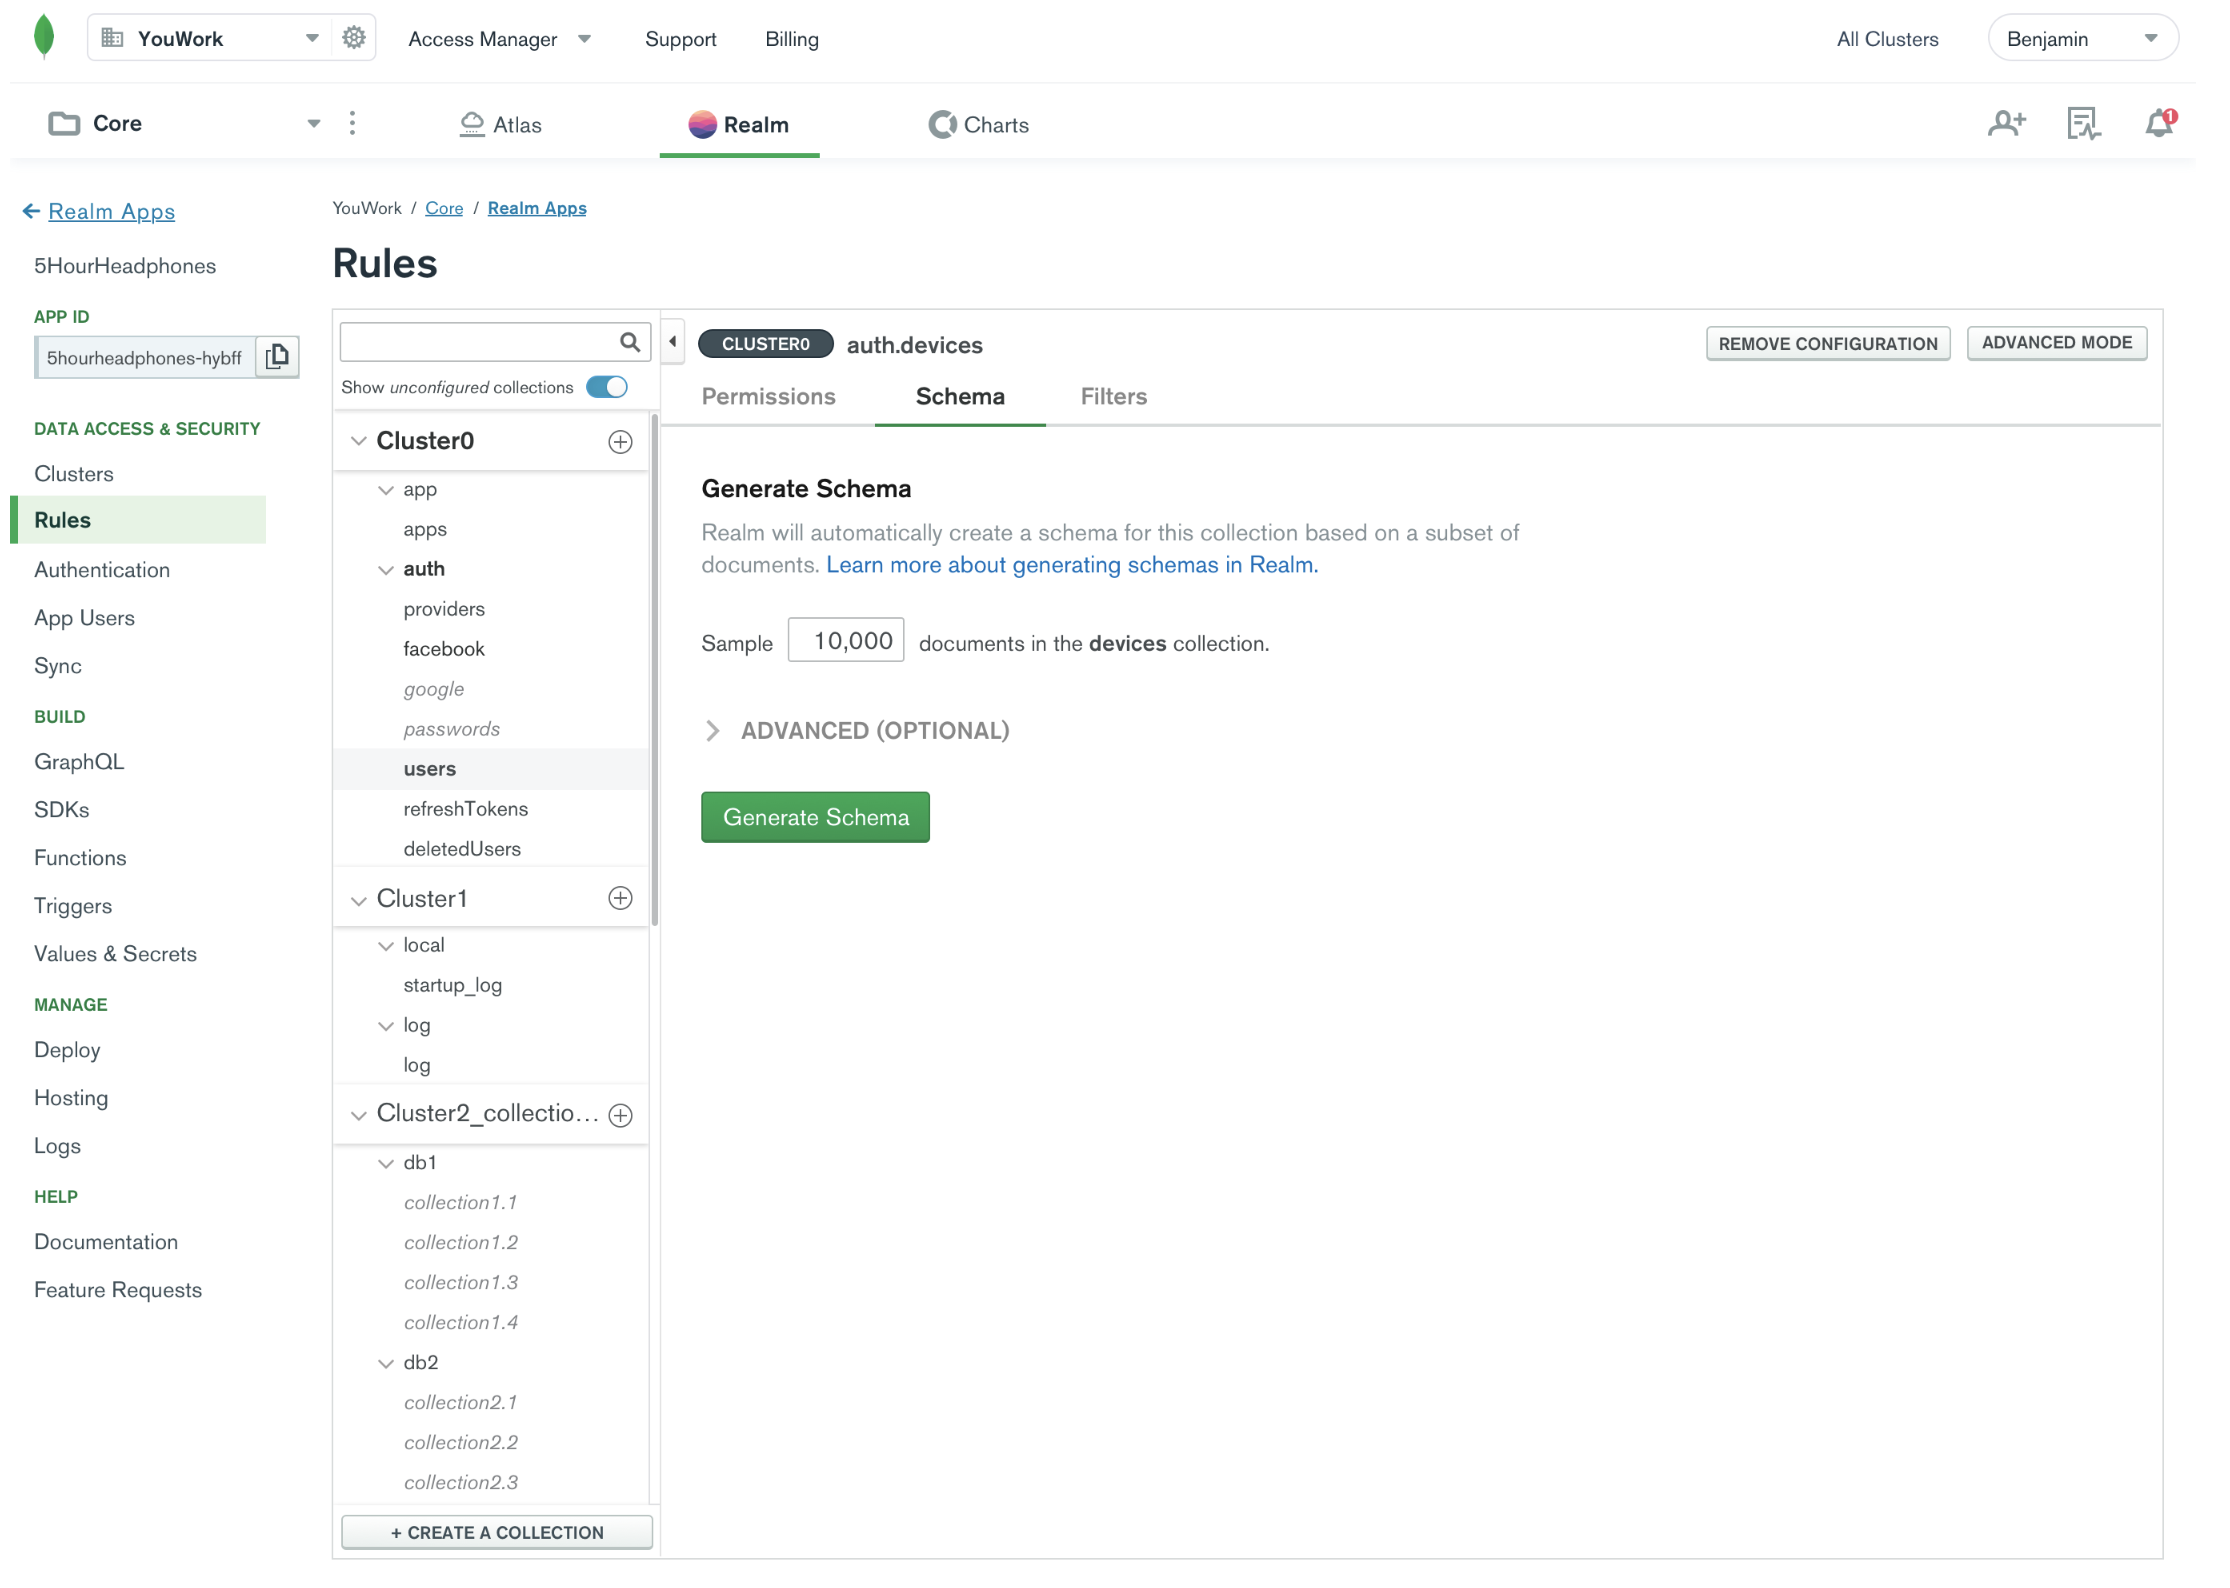 YouWork
Access Manager
Support
Billing
All Clusters
Benjamin
Core
Atlas
Realm
Charts
1
Realm Apps
5HourHeadphones
APP ID
5hourheadphones-hybff
DATA ACCESS & SECURITY
Clusters
Rules
Authentication
App Users
Sync
BUILD
GraphQL
SDKs
Functions
Triggers
Values & Secrets
MANAGE
Deploy
Hosting
Logs
HELP
Documentation
Feature Requests
YouWork / Core / Realm Apps
Rules
Show unconfigured collections
Cluster0
app
apps
auth
providers
facebook
google
passwords
users
refreshTokens
deletedUsers
Cluster1
local
startup_log
log
log
Cluster2_collectio...
db1
collection1.1
collection1.2
collection1.3
collection1.4
db2
collection2.1
collection2.2
collection2.3
+ CREATE A COLLECTION
CLUSTER0 auth.devices
REMOVE CONFIGURATION
ADVANCED MODE
Permissions
Schema
Filters
Generate Schema
Realm will automatically create a schema for this collection based on a subset of
documents. Learn more about generating schemas in Realm.
Sample 10,000 documents in the devices collection.
ADVANCED (OPTIONAL)
Generate Schema